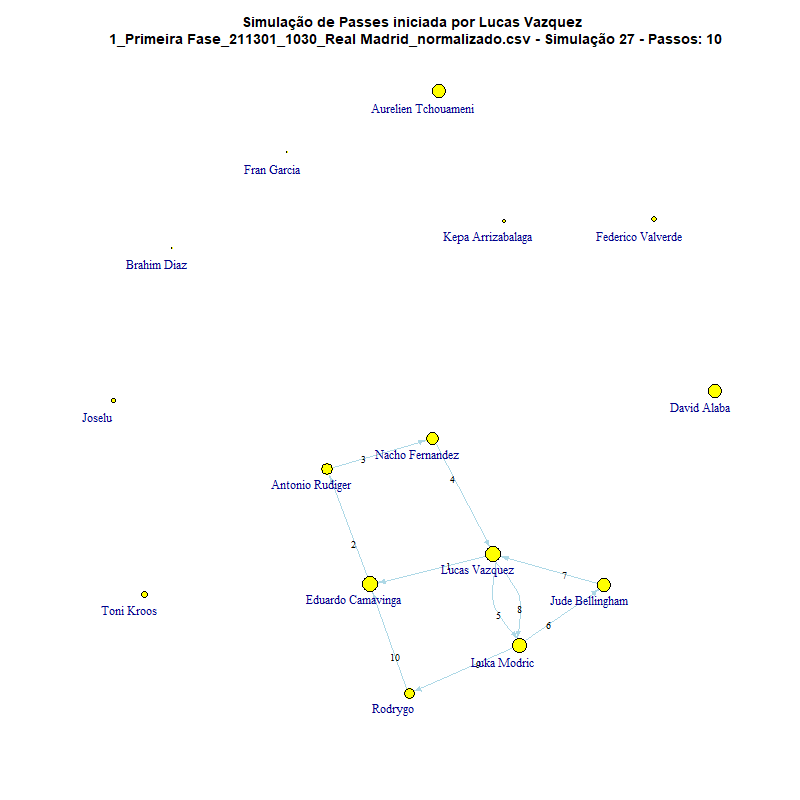 Simulação de Passes iniciada por Lucas Vazquez
1_Primeira Fase_211301_1030_Real Madrid_normalizado.csv - Simulação 27 - Passos: 10
Aurelien Tchouameni
Fran Garcia
Kepa Arrizabalaga
Federico Valverde
Brahim Diaz
David Alaba
Joselu
Nacho Fernandez
3
Antonio Rudiger
4
2
1
Lucas Vazquez
7
Eduardo Camavinga
Jude Bellingham
Toni Kroos
8
5
6
10
9
Luka Modric
Rodrygo